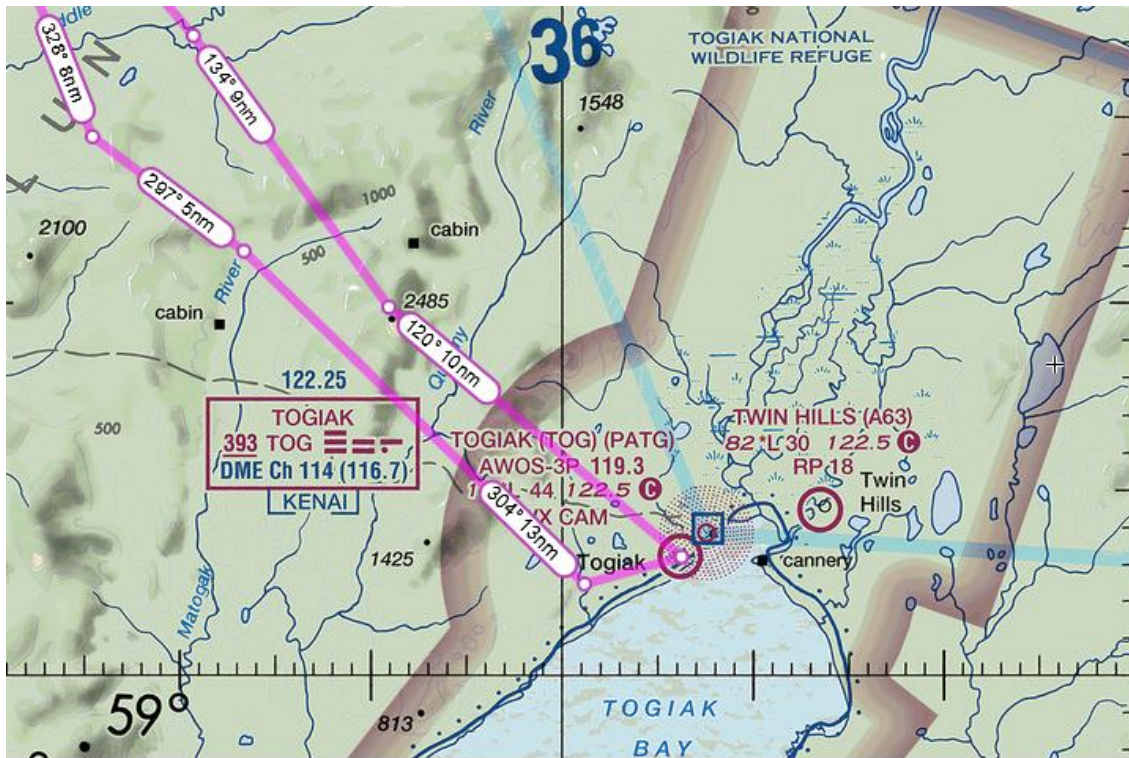 ddle
328° 8nm
U N
134° 9nm
36
TOGIAK NATIONAL
WILDLIFE REFUGE
1548
River
297° 5nm
1000
2100
cabin
500
River
2485
cabin
120° 10nm
122.25
TOGIAK
393 TOG
DME Ch 114 (116.7)
KENAI
500
TOGIAK (TOG) (PATG)
AWOS-3P 119.3
L-44 122.5 C
WX CAM
304° 13nm
TWIN HILLS (A63)
82 *L 30 122.5 C
RP 18
Twin
Hills
1425
Togiak
cannery
Matogak
59°
813
TOGIAK
BAY